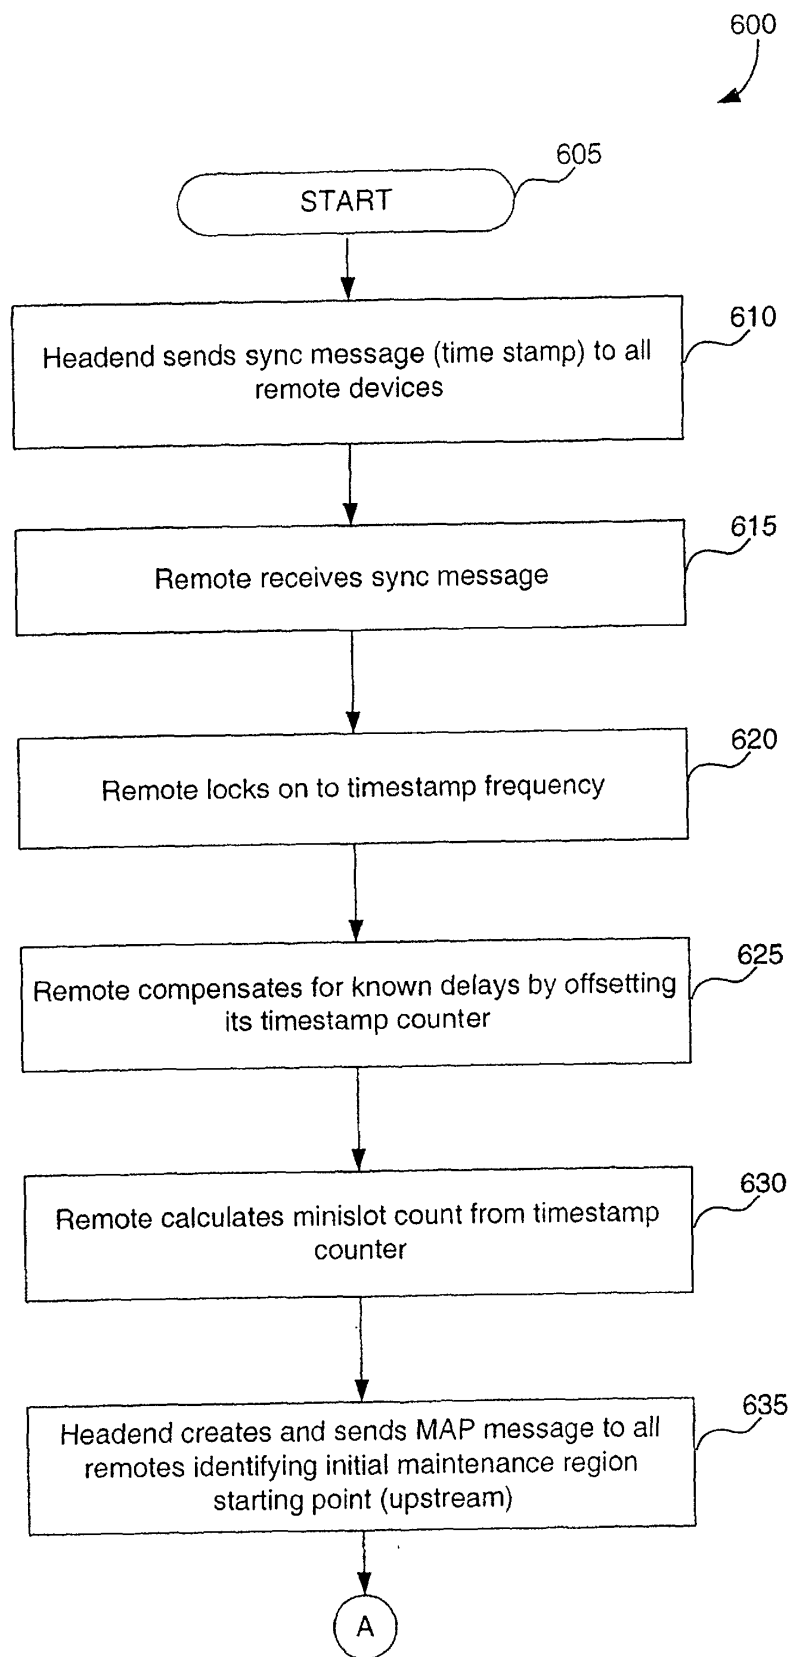 600
605
START
610
Headend sends sync message (time stamp) to all
remote devices
615
Remote receives sync message
620
Remote locks on to timestamp frequency
625
Remote compensates for known delays by offsetting
its timestamp counter
630
Remote calculates minislot count from timestamp
counter
635
Headend creates and sends MAP message to all
remotes identifying initial maintenance region
starting point (upstream)
A